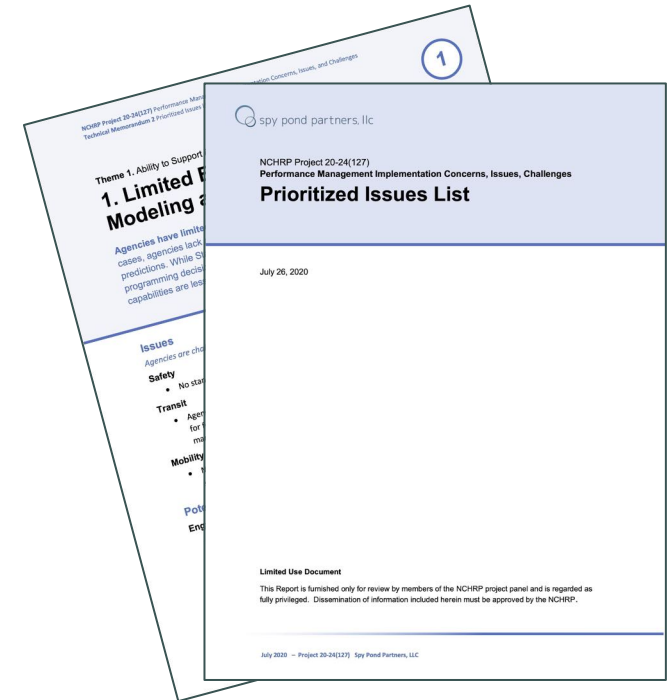 NCHRP Project 20-24(127) Performance Mana
ntation Concerns, Issues, and Challenges
1
Technical Memorandum 2 Prioritized Issues
Theme 1. Ability to Support
1. Limited
Modeling
Agencies have limite
cases, agencies lack
predictions. While St
programming decisi
capabilities are less
Issues
Agencies are cha
Safety
• No stan
Transit
• Agen
for f
ma
Mobility
•
Pote
Eng
spy pond partners, llc
NCHRP Project 20-24(127)
Performance Management Implementation Concerns, Issues, Challenges
Prioritized Issues List
July 26, 2020
Limited Use Document
This Report is furnished only for review by members of the NCHRP project panel and is regarded as
fully privileged. Dissemination of information included herein must be approved by the NCHRP.
July 2020 – Project 20-24(127) Spy Pond Partners, LLC